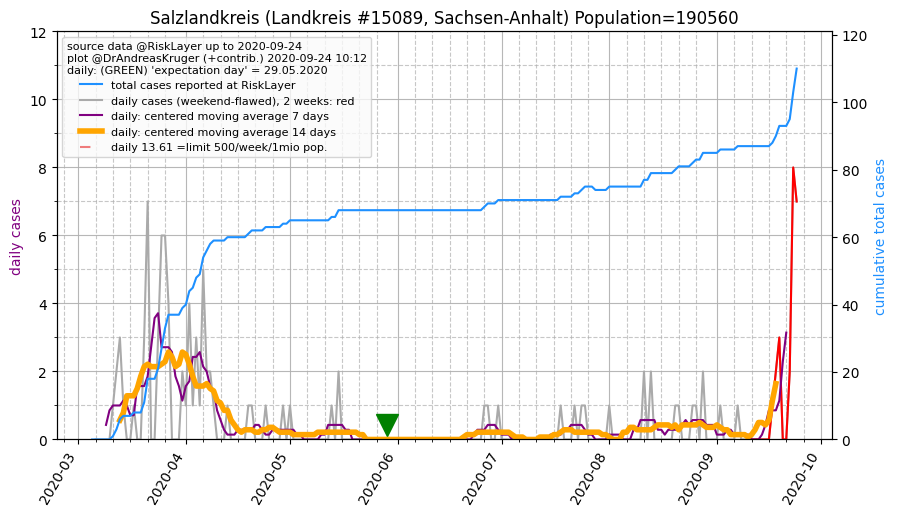 Salzlandkreis (Landkreis #15089, Sachsen-Anhalt) Population=190560
source data @RiskLayer up to 2020-09-24
plot @DrAndreasKruger (+contrib.) 2020-09-24 10:12
daily: (GREEN) 'expectation day' = 29.05.2020
total cases reported at RiskLayer
daily cases (weekend-flawed), 2 weeks: red
daily: centered moving average 7 days
daily: centered moving average 14 days
daily 13.61 =limit 500/week/1mio pop.
daily cases
12
10
8
6
4
2
0
cumulative total cases
120
100
80
60
40
20
0
2020-03
2020-04
2020-05
2020-06
2020-07
2020-08
2020-09
2020-10